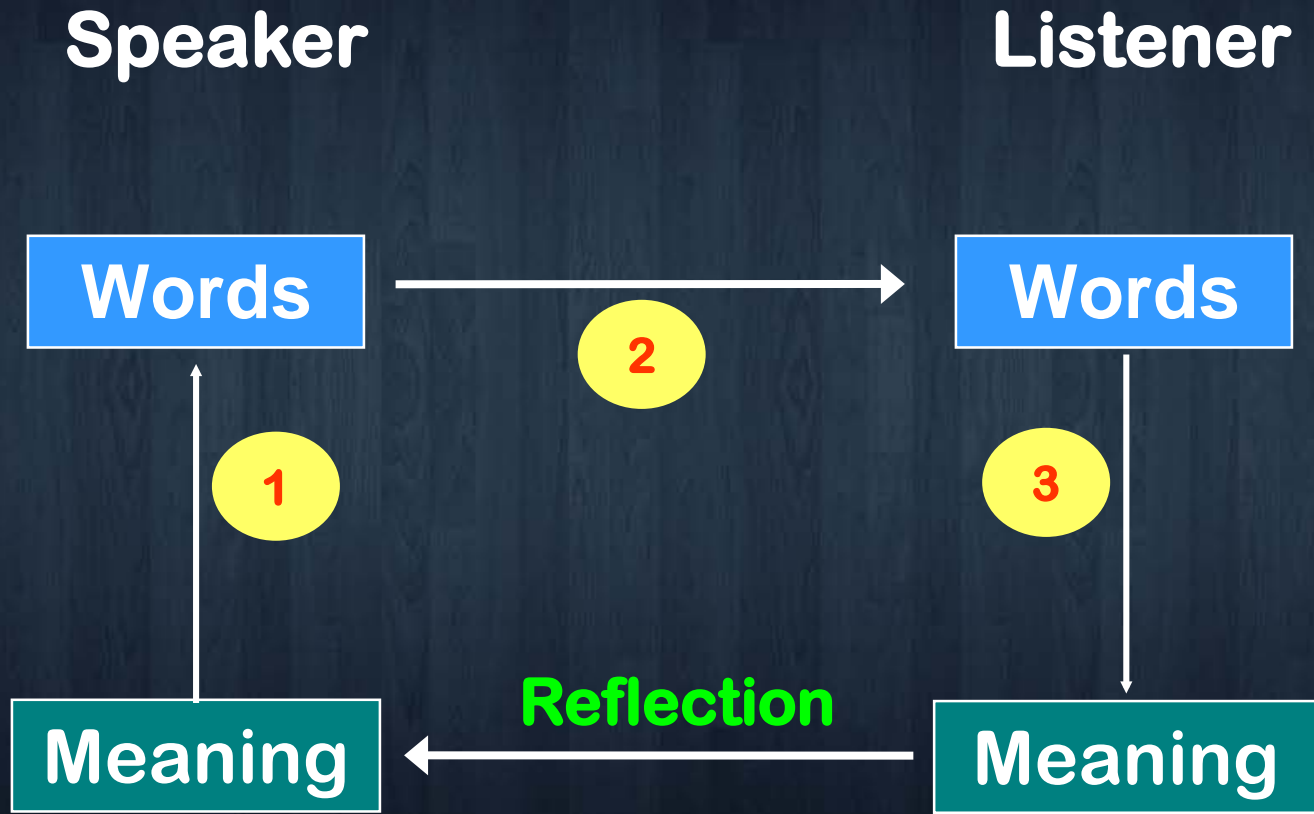 Speaker Listener
Words Words
2
1 3
Reflection
Meaning Meaning